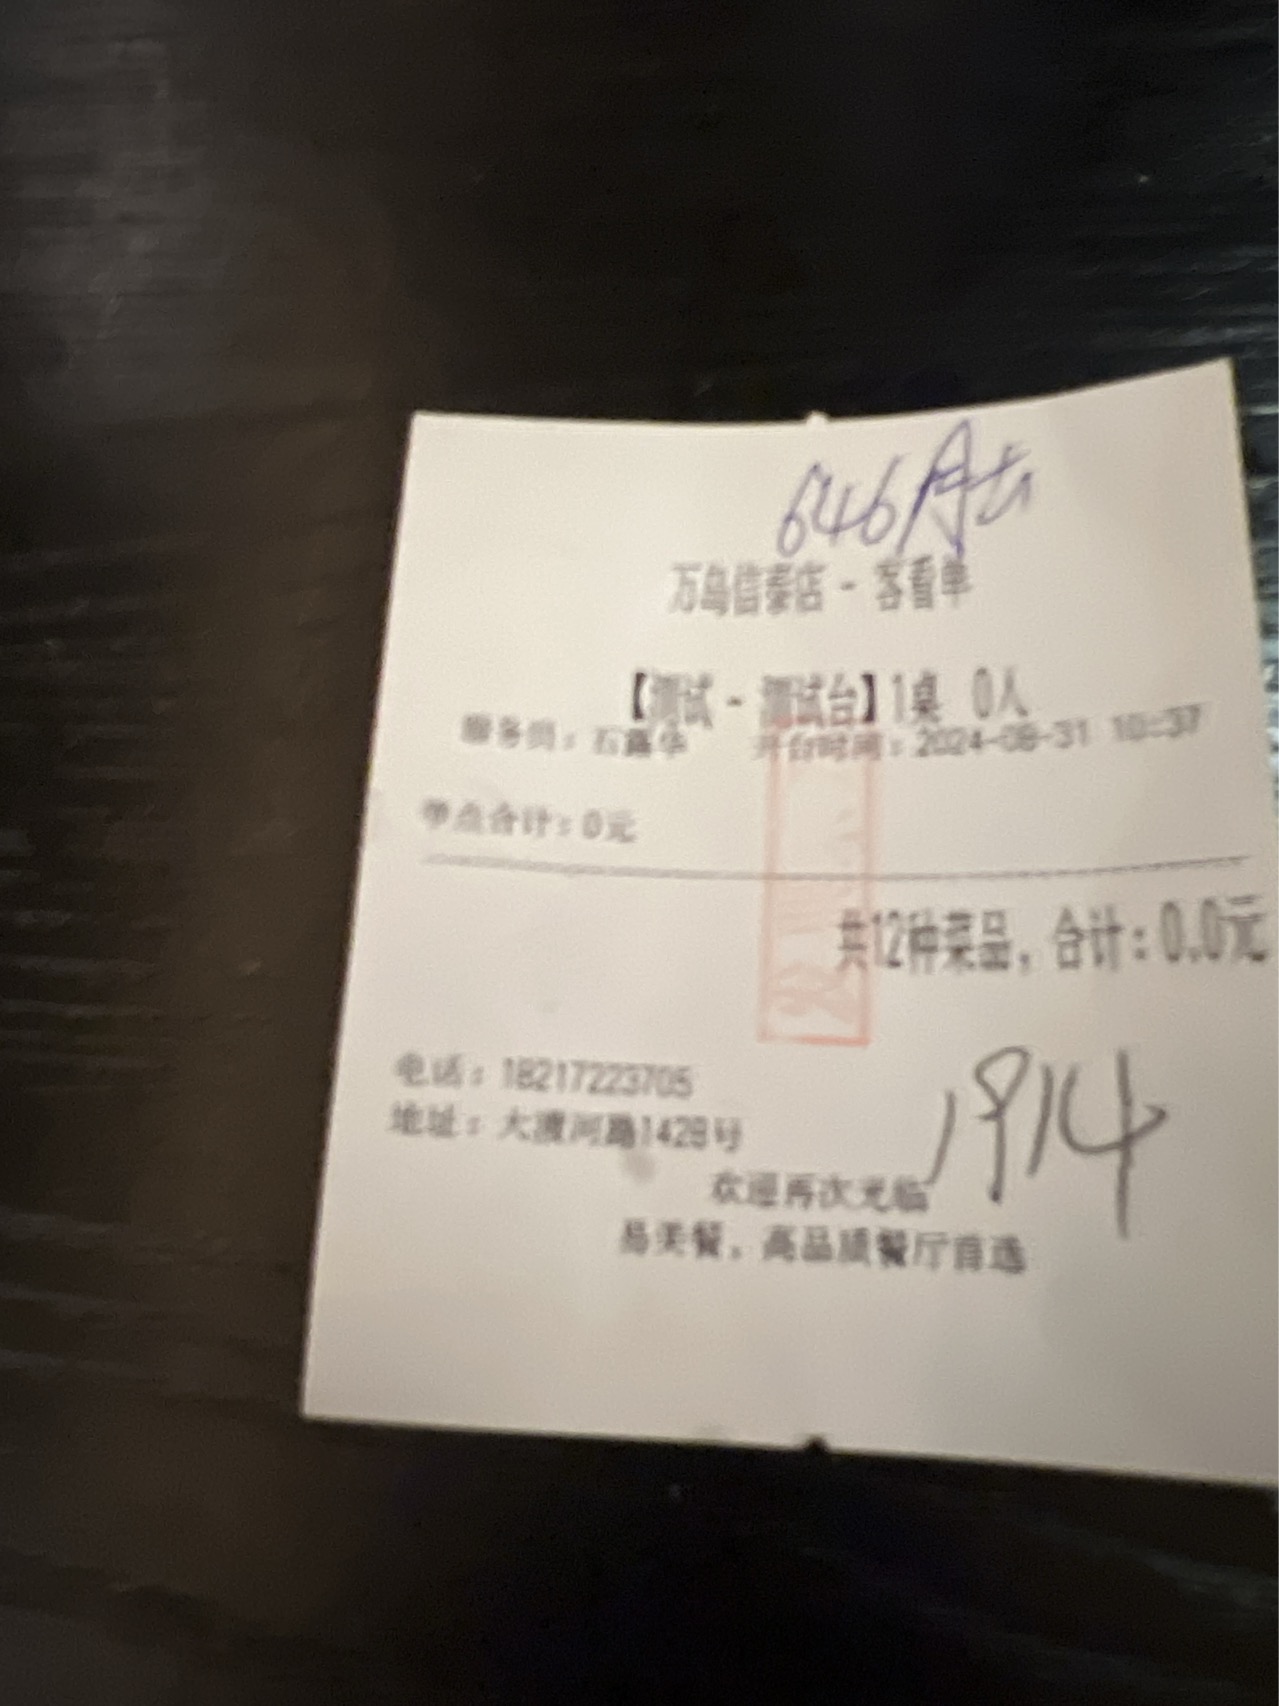 646
万岛信泰店 - 客看单
【测试 - 测试台】1桌 0人
服务员：石 开台时间：2024-08-31 10:37
单点合计：0元
共12种菜品，合计：0.0元
电话：18217223705
地址：大渡河路1428号
1914
欢迎再次光临
易美餐，高品质餐厅首选